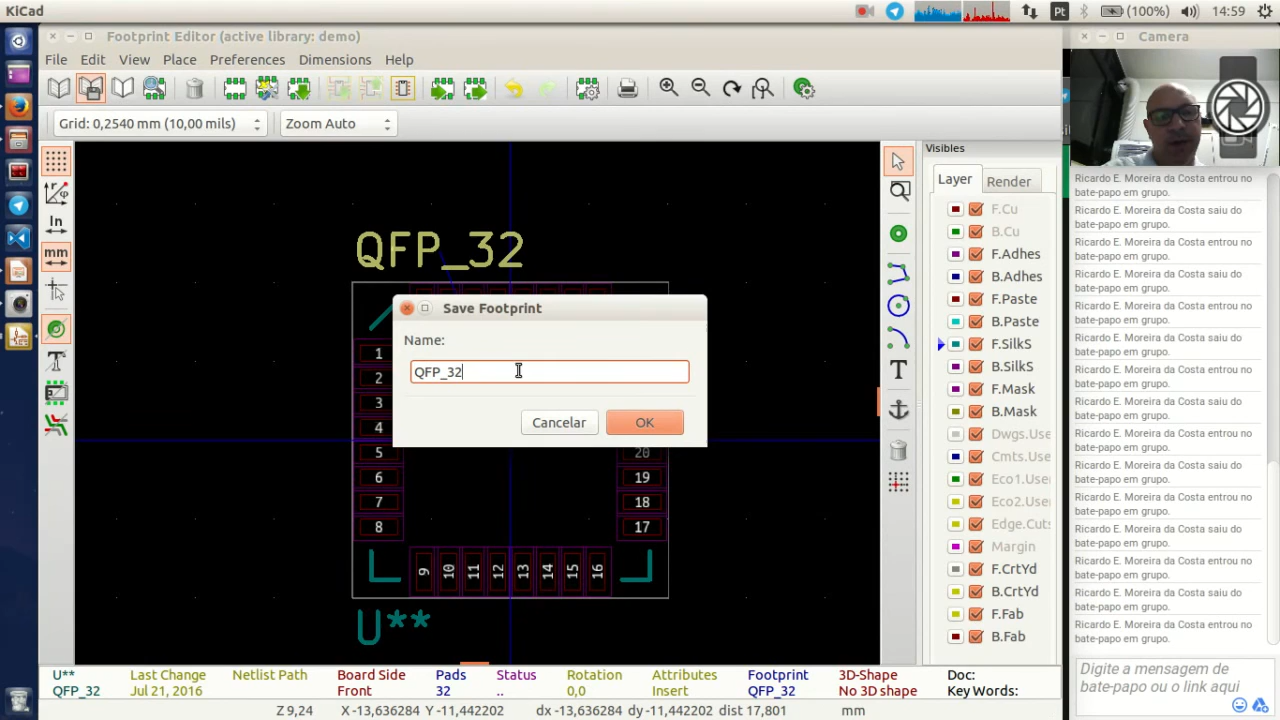 KiCad
Pt
(100%)
14:59
Footprint Editor (active library: demo)
Camera
File Edit View Place Preferences Dimensions Help
Grid: 0,2540 mm (10,00 mils)
Zoom Auto
In
mm
QFP_32
Save Footprint
Name:
QFP_32
Cancelar
OK
1
2
3
4
5
6
7
8
9
10
11
12
13
14
15
16
17
18
19
20
U**
Visibles
Layer
Render
F.Cu
B.Cu
F.Adhes
B.Adhes
F.Paste
B.Paste
F.SilkS
B.SilkS
F.Mask
B.Mask
Dwgs.Use
Cmts.Use
Eco1.User
Eco2.User
Edge.Cuts
Margin
F.CrtYd
B.CrtYd
F.Fab
B.Fab
Ricardo E. Moreira da Costa entrou no
bate-papo em grupo.
Ricardo E. Moreira da Costa saiu do
bate-papo em grupo.
Ricardo E. Moreira da Costa entrou no
bate-papo em grupo.
Ricardo E. Moreira da Costa saiu do
bate-papo em grupo.
Ricardo E. Moreira da Costa entrou no
bate-papo em grupo.
Ricardo E. Moreira da Costa saiu do
bate-papo em grupo.
Ricardo E. Moreira da Costa entrou no
bate-papo em grupo.
Ricardo E. Moreira da Costa saiu do
bate-papo em grupo.
Ricardo E. Moreira da Costa entrou no
bate-papo em grupo.
Ricardo E. Moreira da Costa saiu do
bate-papo em grupo.
Ricardo E. Moreira da Costa entrou no
bate-papo em grupo.
Ricardo E. Moreira da Costa saiu do
bate-papo em grupo.
Ricardo E. Moreira da Costa entrou no
bate-papo em grupo.
Ricardo E. Moreira da Costa saiu do
bate-papo em grupo.
Ricardo E. Moreira da Costa entrou no
bate-papo em grupo.
Digite a mensagem de
bate-papo ou o link aqui
U** Last Change Netlist Path Board Side Pads Status Rotation Attributes Footprint 3D-Shape Doc:
QFP_32 Jul 21, 2016 Front 32 .. 0,0 Insert QFP_32 No 3D shape Key Words:
Z 9,24 X -13,636284 Y -11,442202 dx -13,636284 dy -11,442202 dist 17,801 mm